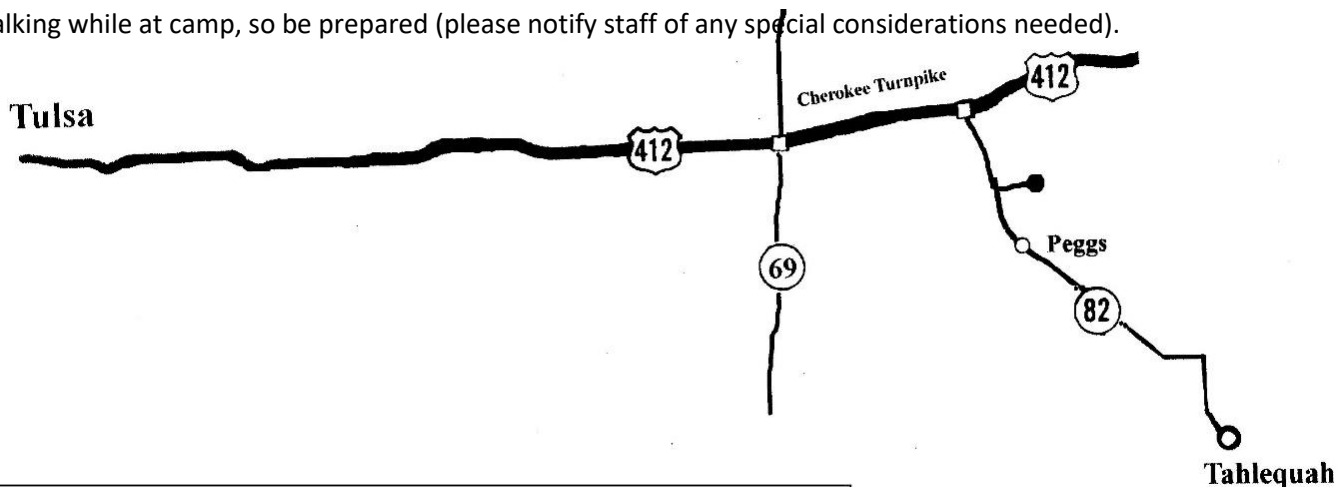 while at camp, so be prepared (please notify staff of any special considerations needed).
412
Cherokee Turnpike
Tulsa
412
Peggs
69
82
Tahlequah